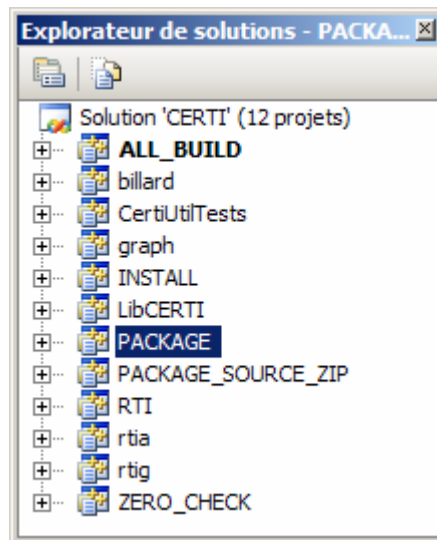 Explorateur de solutions - PACKA...
Solution 'CERTI' (12 projets)
ALL_BUILD
billard
CertiUtilTests
graph
INSTALL
LibCERTI
PACKAGE
PACKAGE_SOURCE_ZIP
RTI
rtia
rtig
ZERO_CHECK